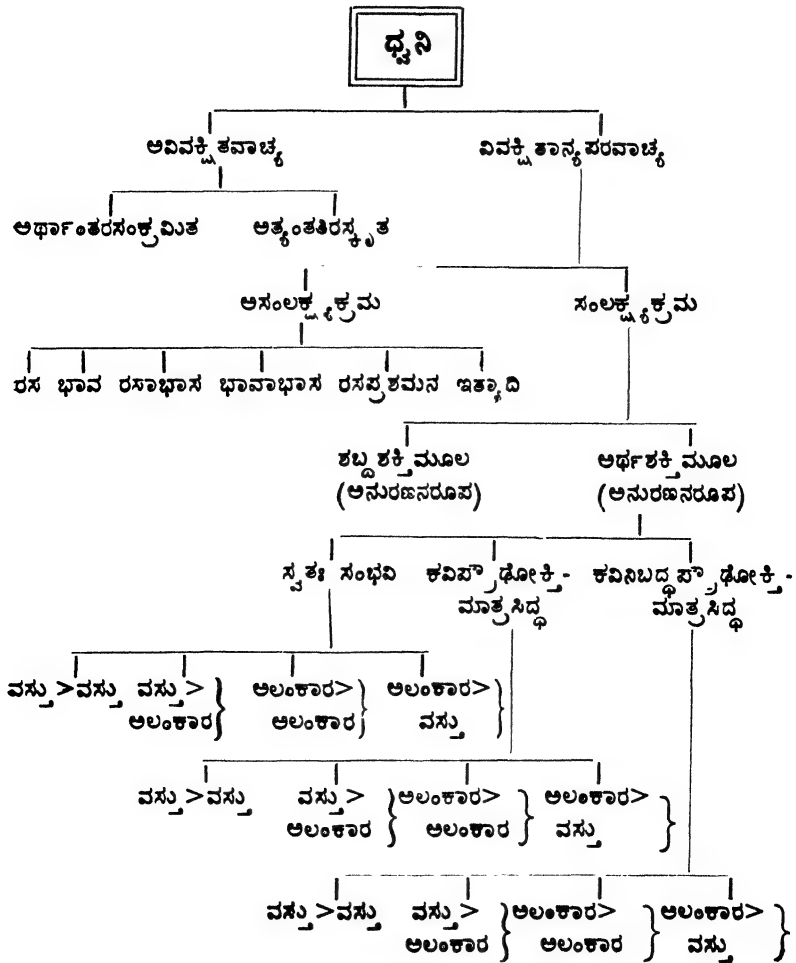 ಧ್ವನಿ
ಅವಿವಕ್ಷಿತವಾಚ್ಯ ವಿವಕ್ಷಿತಾನ್ಯಪರವಾಚ್ಯ
ಅರ್ಥಾಂತರಸಂಕ್ರಮಿತ ಅತ್ಯಂತತಿರಸ್ಕೃತ
ಅಸಂಲಕ್ಷ್ಯಕ್ರಮ ಸಂಲಕ್ಷ್ಯಕ್ರಮ
ರಸ ಭಾವ ರಸಾಭಾಸ ಭಾವಾಭಾಸ ರಸಪ್ರಶಮನ ಇತ್ಯಾದಿ
ಶಬ್ದಶಕ್ತಿಮೂಲ ಅರ್ಥಶಕ್ತಿಮೂಲ
(ಅನುರಣನರೂಪ) (ಅನುರಣನರೂಪ)
ಸ್ವತಃ ಸಂಭವಿ ಕವಿಪ್ರೌಢೋಕ್ತಿ- ಕವಿನಿಬದ್ಧಪ್ರೌಢೋಕ್ತಿ-
ಮಾತ್ರಸಿದ್ಧ ಮಾತ್ರಸಿದ್ಧ
ವಸ್ತು>ವಸ್ತು ವಸ್ತು> } ಅಲಂಕಾರ> } ಅಲಂಕಾರ> }
ಅಲಂಕಾರ ಅಲಂಕಾರ ವಸ್ತು
ವಸ್ತು>ವಸ್ತು ವಸ್ತು> } ಅಲಂಕಾರ> } ಅಲಂಕಾರ> }
ಅಲಂಕಾರ ಅಲಂಕಾರ ವಸ್ತು
ವಸ್ತು>ವಸ್ತು ವಸ್ತು> } ಅಲಂಕಾರ> } ಅಲಂಕಾರ> }
ಅಲಂಕಾರ ಅಲಂಕಾರ ವಸ್ತು